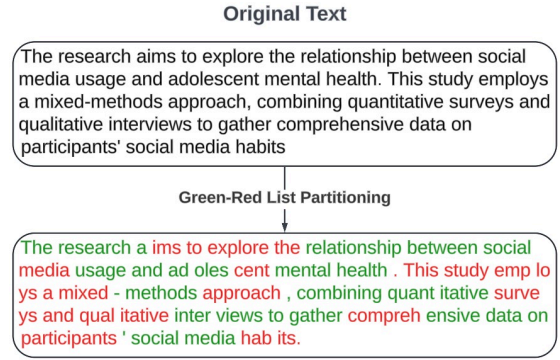 Original Text
The research aims to explore the relationship between social
media usage and adolescent mental health. This study employs
a mixed-methods approach, combining quantitative surveys and
qualitative interviews to gather comprehensive data on
participants' social media habits
Green-Red List Partitioning
The research a ims to explore the relationship between social
media usage and ad oles cent mental health . This study emp lo
ys a mixed - methods approach , combining quant itative surve
ys and qual itative inter views to gather compreh ensive data on
participants ' social media hab its.